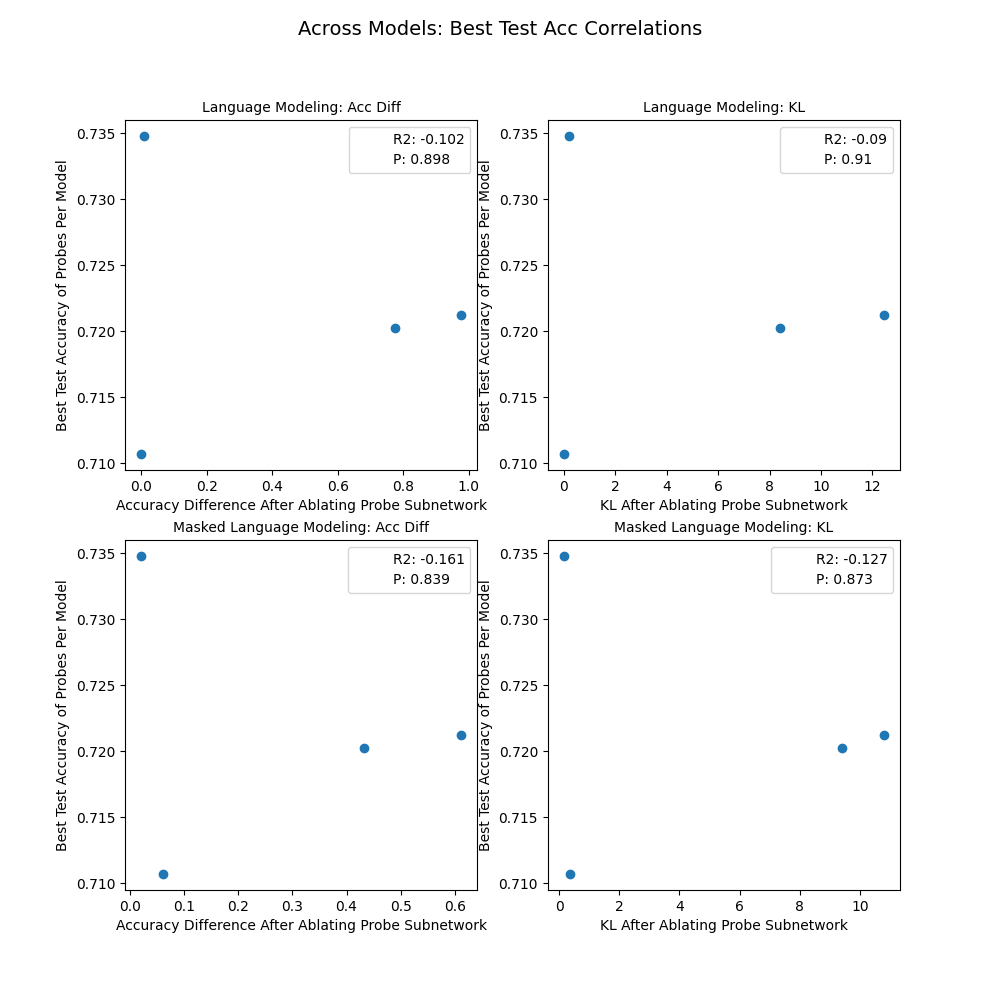 Across Models: Best Test Acc Correlations
Language Modeling: Acc Diff
Best Test Accuracy of Probes Per Model
0.735
0.730
0.725
0.720
0.715
0.710
R2: -0.102
P: 0.898
0.0 0.2 0.4 0.6 0.8 1.0
Accuracy Difference After Ablating Probe Subnetwork
Language Modeling: KL
Best Test Accuracy of Probes Per Model
0.735
0.730
0.725
0.720
0.715
0.710
R2: -0.09
P: 0.91
0 2 4 6 8 10 12
KL After Ablating Probe Subnetwork
Masked Language Modeling: Acc Diff
Best Test Accuracy of Probes Per Model
0.735
0.730
0.725
0.720
0.715
0.710
R2: -0.161
P: 0.839
0.0 0.1 0.2 0.3 0.4 0.5 0.6
Accuracy Difference After Ablating Probe Subnetwork
Masked Language Modeling: KL
Best Test Accuracy of Probes Per Model
0.735
0.730
0.725
0.720
0.715
0.710
R2: -0.127
P: 0.873
0 2 4 6 8 10
KL After Ablating Probe Subnetwork